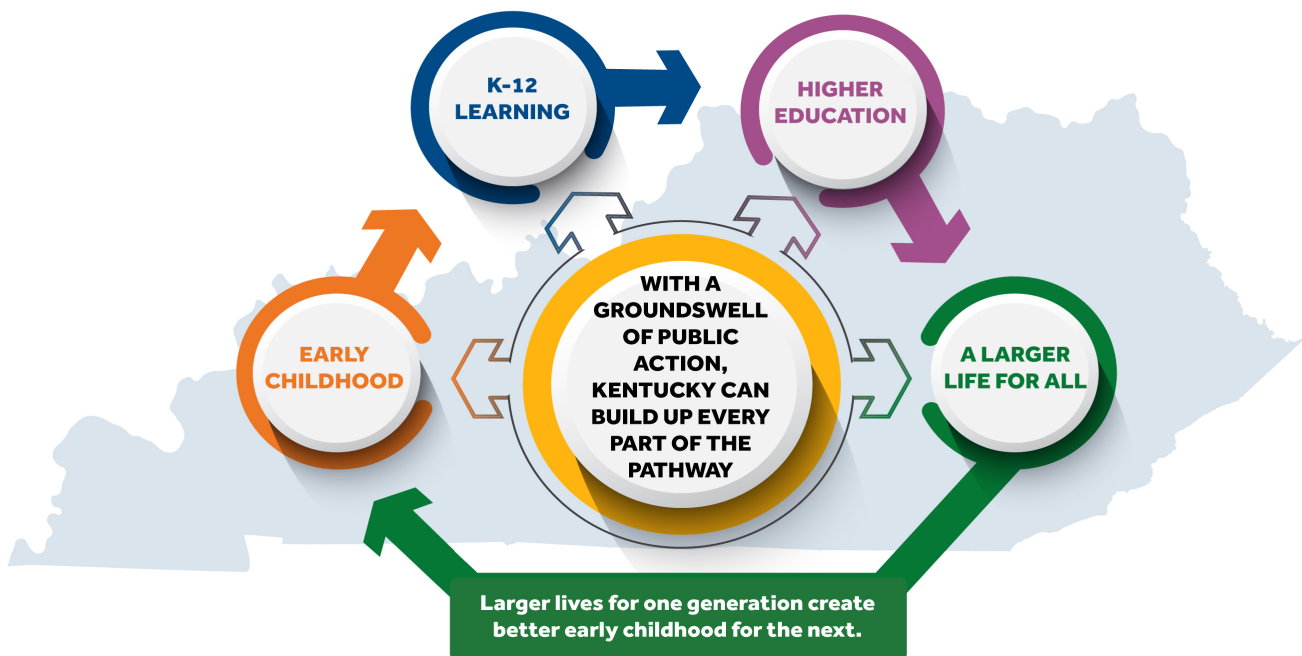 K-12
LEARNING
HIGHER
EDUCATION
EARLY
CHILDHOOD
WITH A
GROUNDSWELL
OF PUBLIC
ACTION,
KENTUCKY CAN
BUILD UP EVERY
PART OF THE
PATHWAY
A LARGER
LIFE FOR ALL
Larger lives for one generation create
better early childhood for the next.